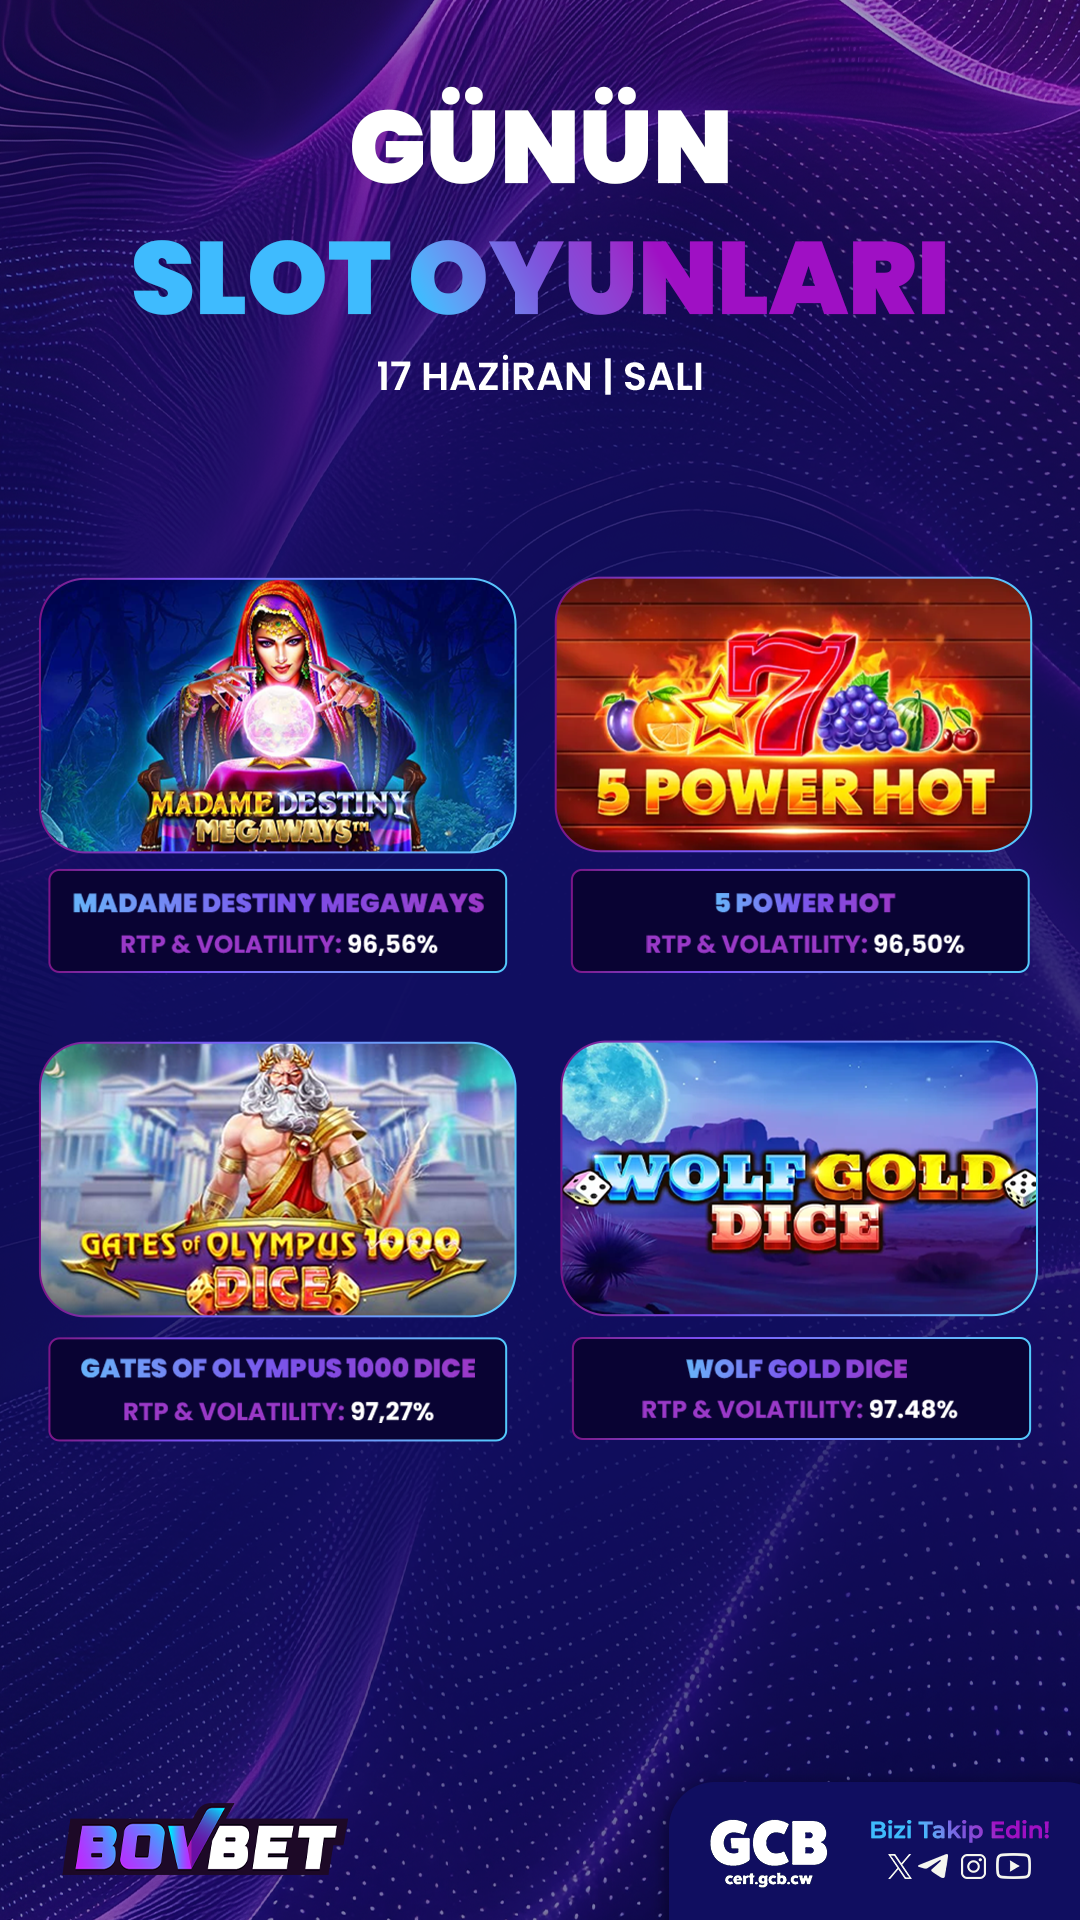 GÜNÜN
SLOT OYUNLARI
17 HAZİRAN | SALI
MADAME DESTINY
MEGAWAYS™
5 POWER HOT
MADAME DESTINY MEGAWAYS
RTP & VOLATILITY: 96,56%
5 POWER HOT
RTP & VOLATILITY: 96,50%
GATES OF OLYMPUS 1000
DICE
WOLF GOLD
DICE
GATES OF OLYMPUS 1000 DICE
RTP & VOLATILITY: 97,27%
WOLF GOLD DICE
RTP & VOLATILITY: 97.48%
BOVBET
GCB
cert.gcb.cw
Bizi Takip Edin!